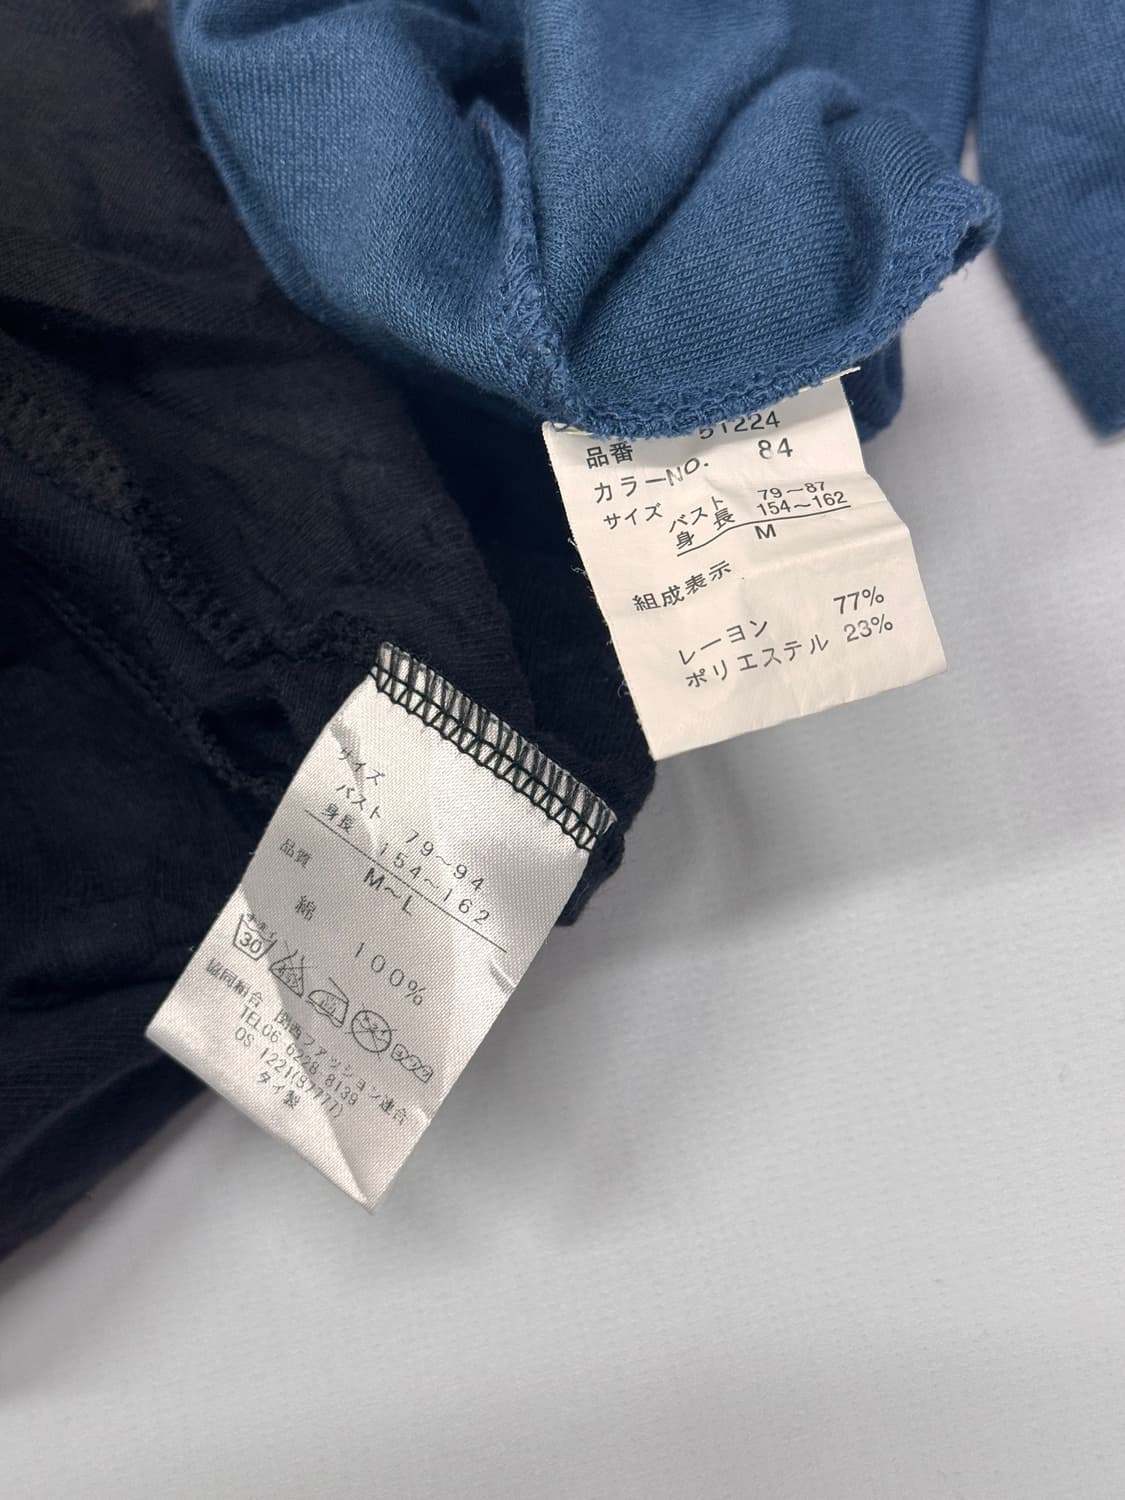 品番 51224
カラーNO. 84
サイズ バスト 79～87
身長 154～162
M
組成表示
レーヨン 77%
ポリエステル 23%
サイズ
バスト 79～94
身長 154～162
M～L
品質
綿 100%
30
協同組合 関西ファッション連合
TEL06 6228 8139
OS 1221(87777)
タイ製